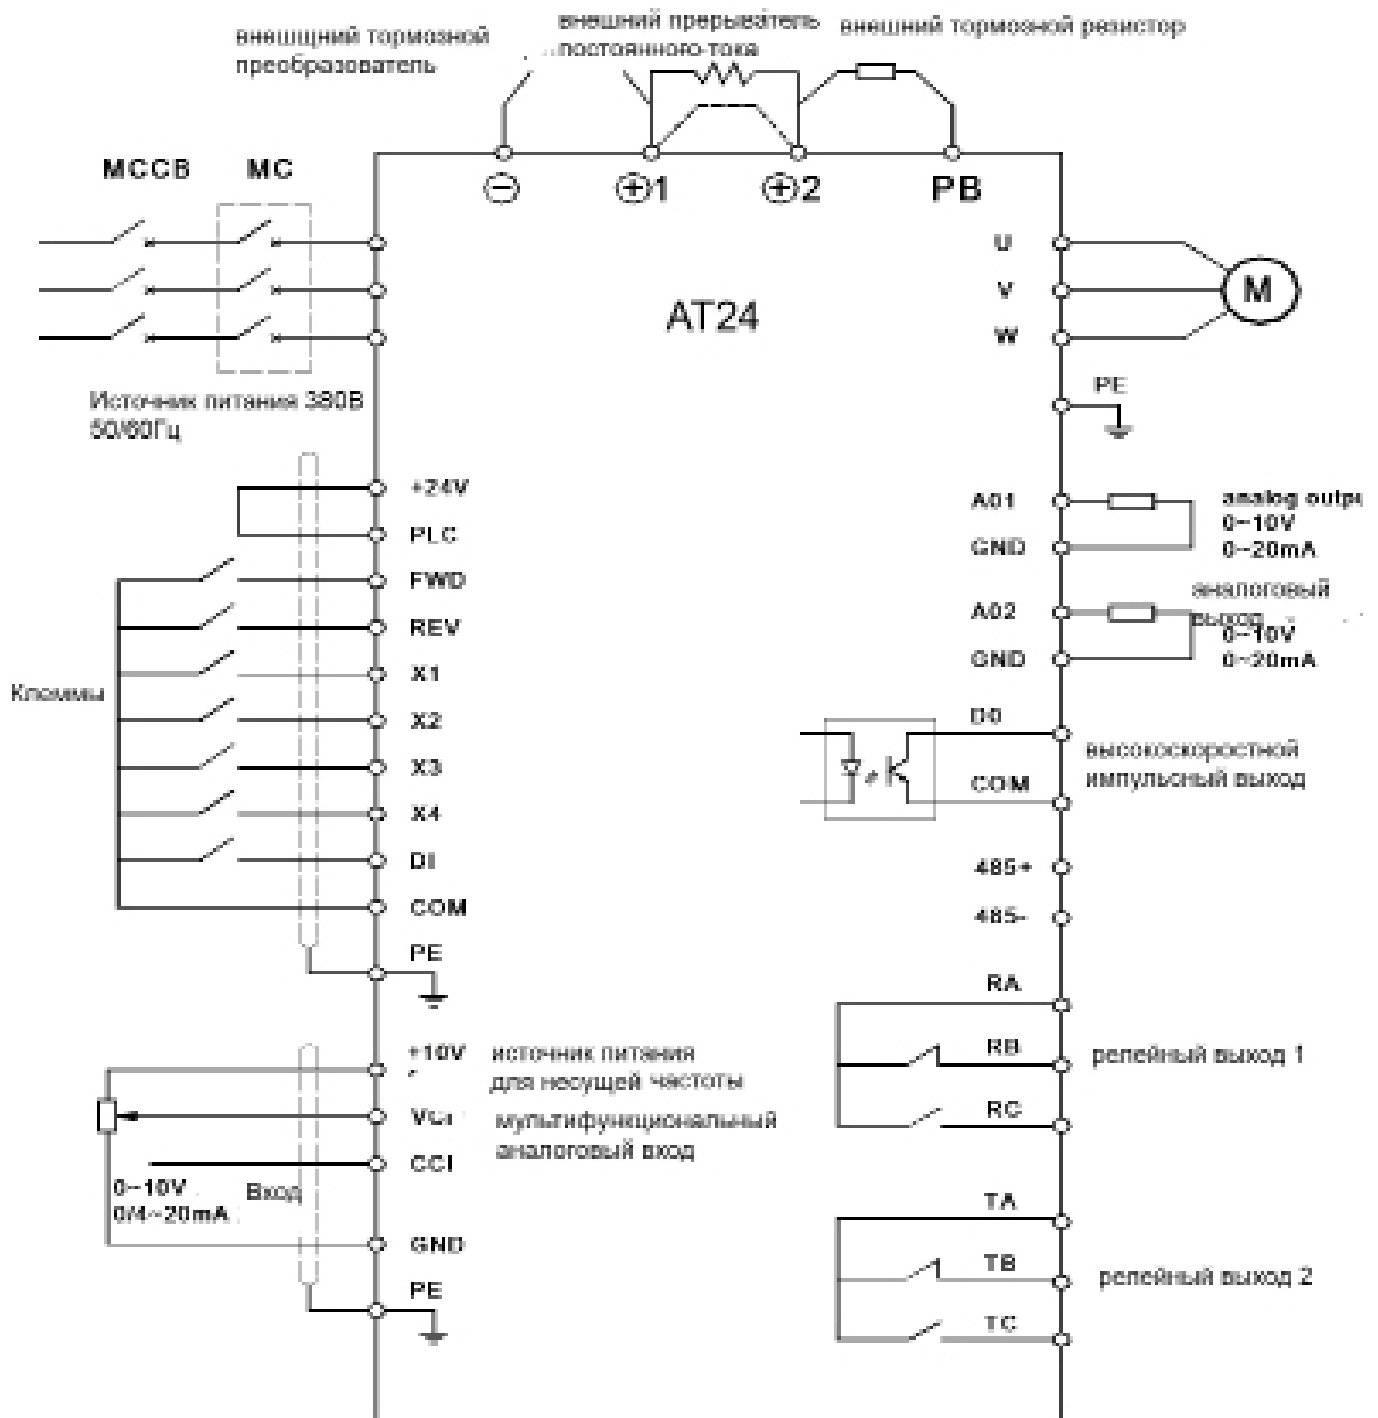 внешщний тормозной
преобразователь
внешний прерыватель
постоянного тока
внешний тормозной резистор
MCCB
MC
⊖
⊕1
⊕2
PB
AT24
U
V
W
M
PE
Источник питания 380В
50/60Гц
+24V
PLC
FWD
REV
X1
X2
X3
X4
DI
COM
PE
Клеммы
+10V
источник питания
для несущей частоты
мультифункциональный
аналоговый вход
CCI
0~10V
0/4~20mA
Вход
GND
PE
A01
GND
analog outpu
0~10V
0~20mA
аналоговый
выход
A02
GND
0~10V
0~20mA
D0
COM
высокоскоростной
импульсный выход
485+
485-
RA
RB
RC
релейный выход 1
TA
TB
TC
релейный выход 2